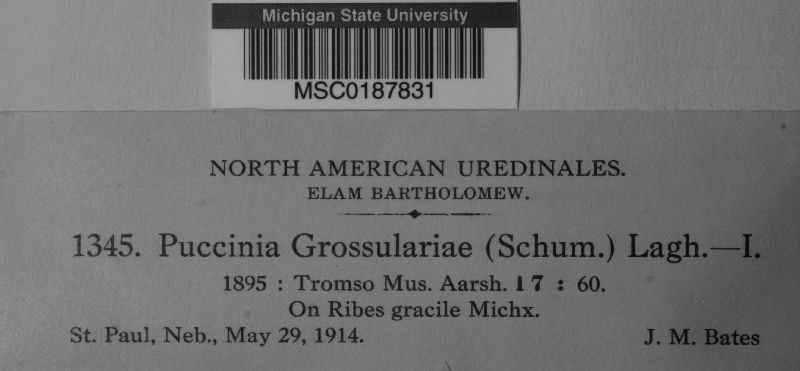 Michigan State University
MSC0187831
NORTH AMERICAN UREDINALES.
ELAM BARTHOLOMEW.
1345. Puccinia Grossulariae (Schum.) Lagh.—I.
1895 : Tromso Mus. Aarsh. 17 : 60.
On Ribes gracile Michx.
St. Paul, Neb., May 29, 1914. J. M. Bates